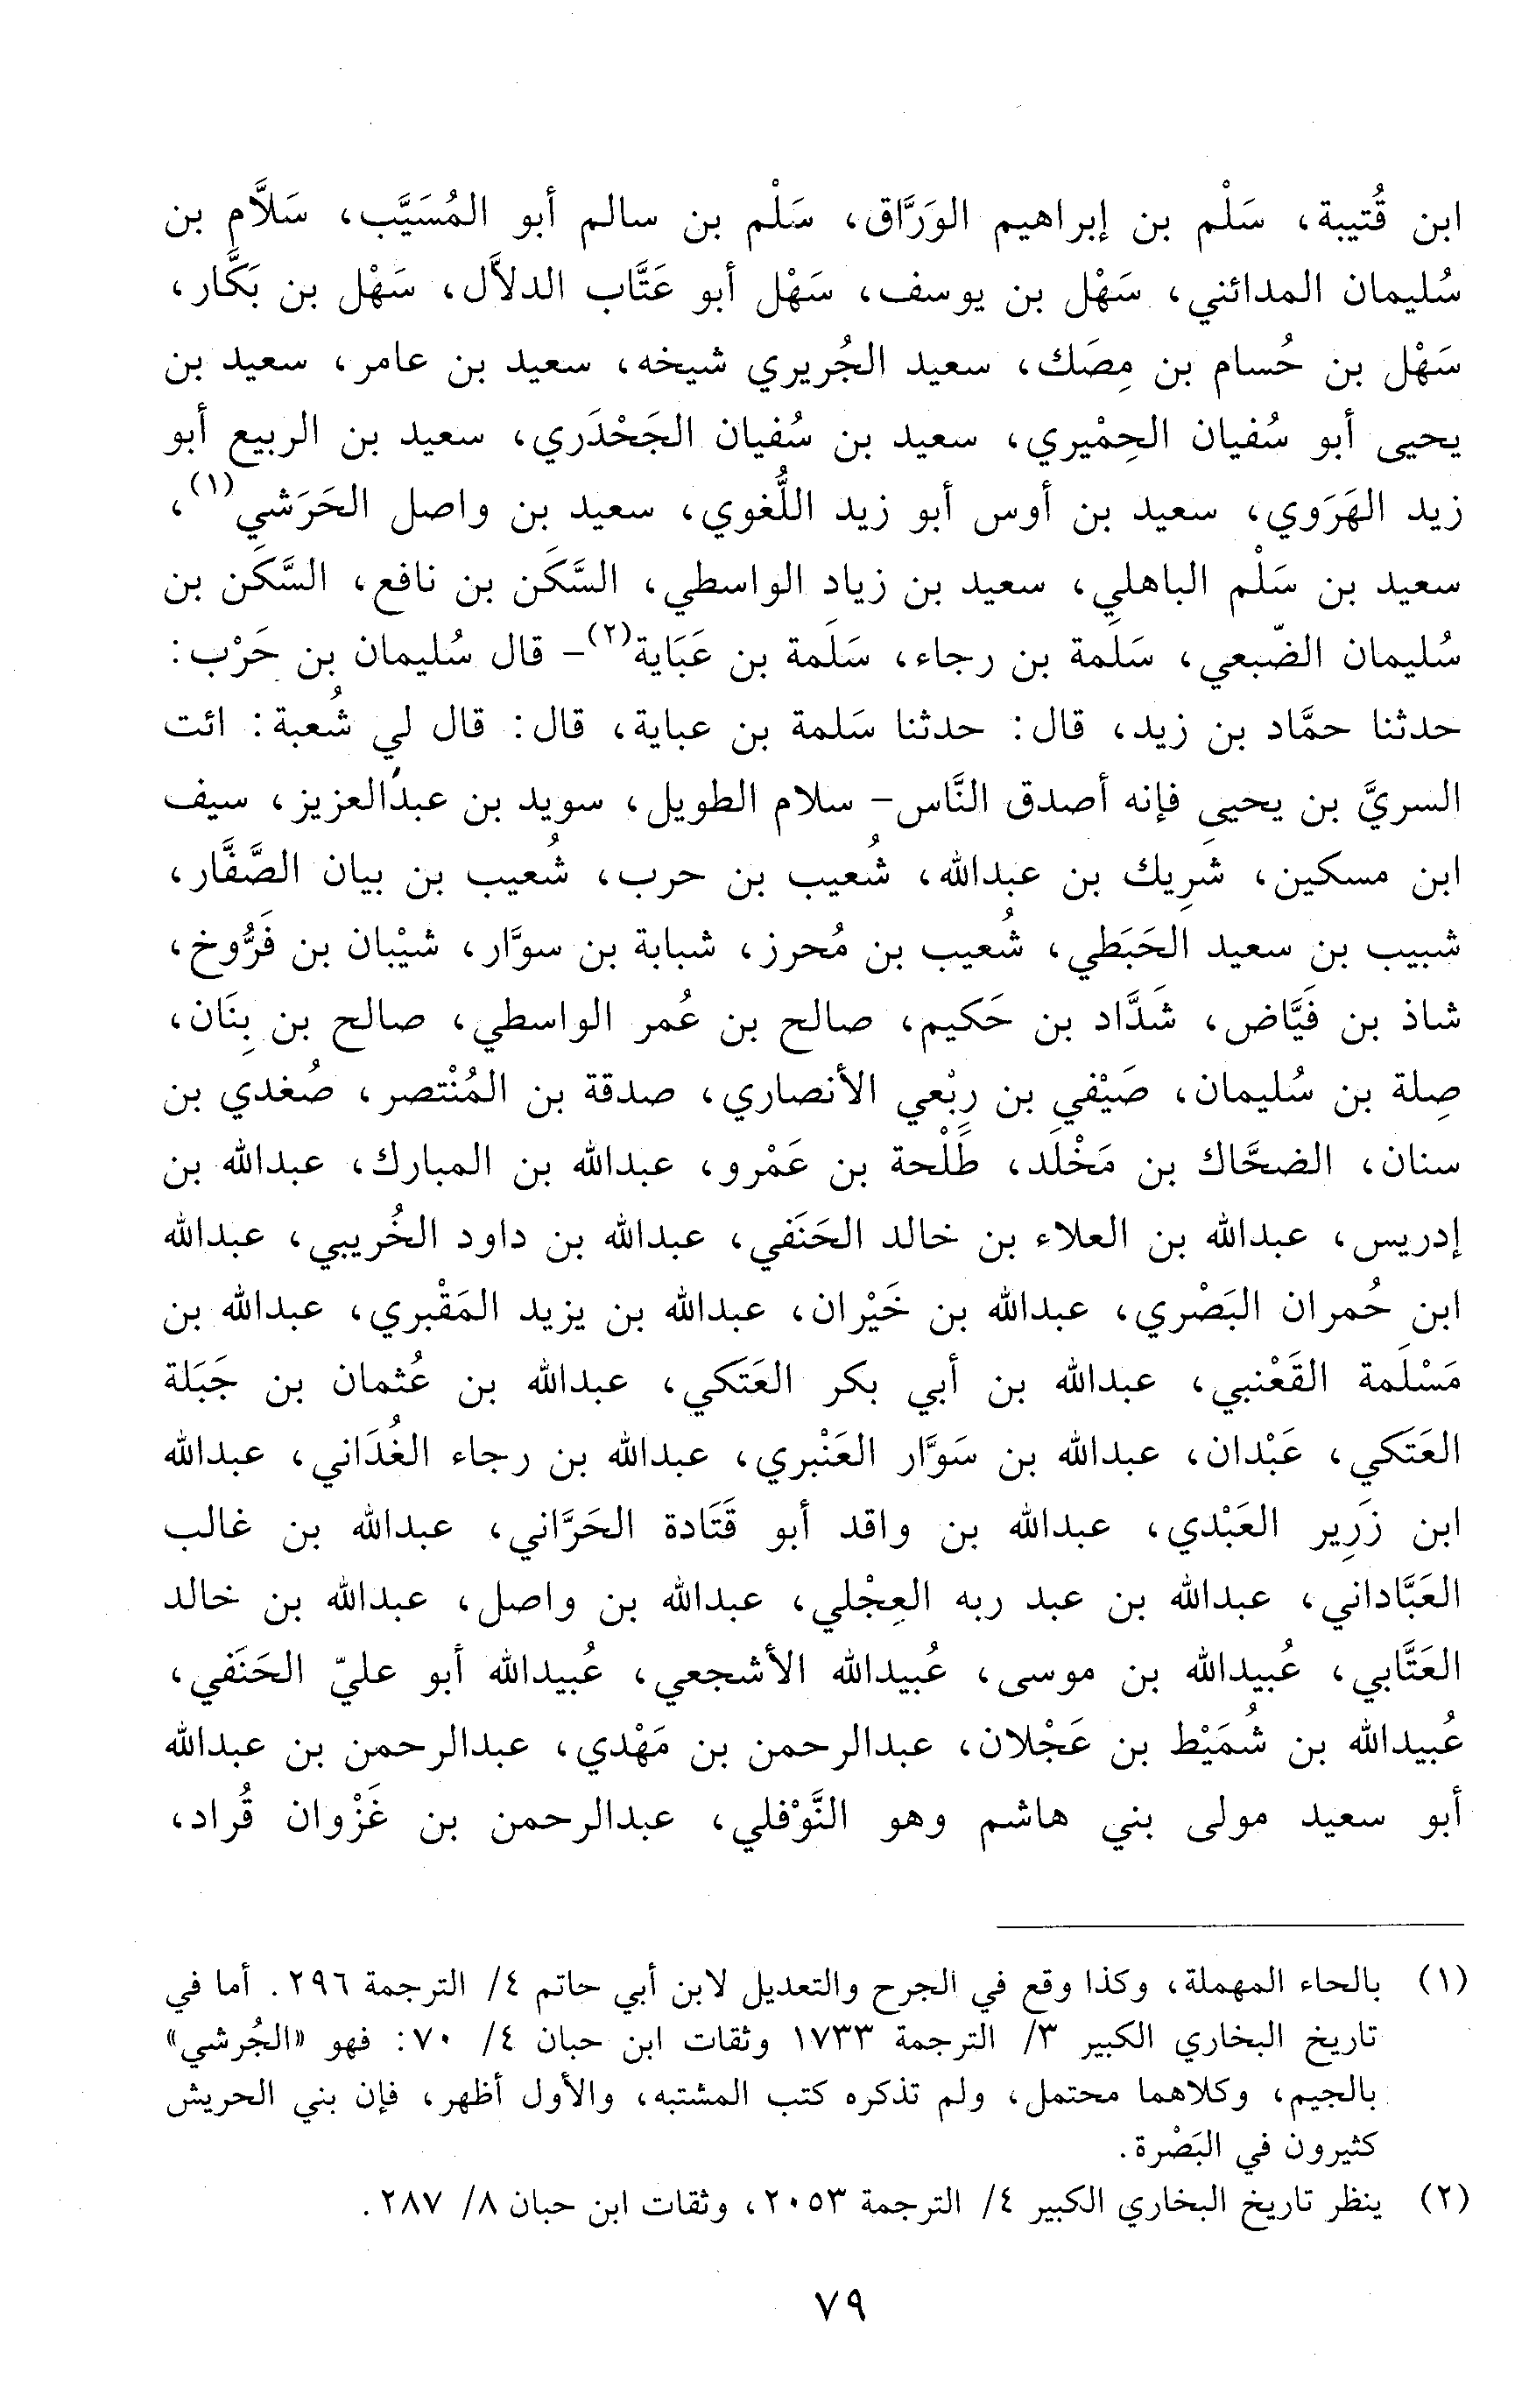 ابن قُتيبة، سَلْم بن إبراهيم الوَرَّاق، سَلْم بن سالم أبو المُسَيَّب، سَلاَّم بن
سُليمان المدائني، سَهْل بن يوسف، سَهْل أبو عَتَّاب الدلاَّل، سَهْل بن بَكَّار،
سَهْل بن حُسام بن مِصَك، سعيد الجُريري شيخه، سعيد بن عامر، سعيد بن
يحيى أبو سُفيان الحِمْيري، سعيد بن سُفيان الجَحْدَري، سعيد بن الربيع أبو
زيد الهَرَوي، سعيد بن أوس أبو زيد اللُّغوي، سعيد بن واصل الحَرَشي(١)،
سعيد بن سَلْم الباهلي، سعيد بن زياد الواسطي، السَّكَن بن نافع، السَّكَن بن
سُليمان الضّبعي، سَلَمة بن رجاء، سَلَمة بن عَبَاية(٢)- قال سُليمان بن حَرْب:
حدثنا حمَّاد بن زيد، قال: حدثنا سَلمة بن عباية، قال: قال لي شُعبة: ائت
السريَّ بن يحيى فإنه أصدق النَّاس- سلام الطويل، سويد بن عبدالعزيز، سيف
ابن مسكين، شَرِيك بن عبدالله، شُعيب بن حرب، شُعيب بن بيان الصَّفَّار،
شبيب بن سعيد الحَبَطي، شُعيب بن مُحرز، شبابة بن سوَّار، شيْبان بن فَرُّوخ،
شاذ بن فَيَّاض، شَدَّاد بن حَكيم، صالح بن عُمر الواسطي، صالح بن بِنَان،
صِلة بن سُليمان، صَيْفي بن رِبْعي الأنصاري، صدقة بن المُنْتصر، صُغدي بن
سنان، الضحَّاك بن مَخْلَد، طَلْحة بن عَمْرو، عبدالله بن المبارك، عبدالله بن
إدريس، عبدالله بن العلاء بن خالد الحَنَفي، عبدالله بن داود الخُريبي، عبدالله
ابن حُمران البَصْري، عبدالله بن خَيْران، عبدالله بن يزيد المَقْبري، عبدالله بن
مَسْلَمة القَعْنبي، عبدالله بن أبي بكر العَتَكي، عبدالله بن عُثمان بن جَبَلة
العَتَكي، عَبْدان، عبدالله بن سَوَّار العَنْبري، عبدالله بن رجاء الغُدَاني، عبدالله
ابن زَرِير العَبْدي، عبدالله بن واقد أبو قَتَادة الحَرَّاني، عبدالله بن غالب
العَبَّاداني، عبدالله بن عبد ربه العِجْلي، عبدالله بن واصل، عبدالله بن خالد
العَتَّابي، عُبيدالله بن موسى، عُبيدالله الأشجعي، عُبيدالله أبو عليّ الحَنَفي،
عُبيدالله بن شُمَيْط بن عَجْلان، عبدالرحمن بن مَهْدي، عبدالرحمن بن عبدالله
أبو سعيد مولى بني هاشم وهو النَّوْفلي، عبدالرحمن بن غَزْوان قُراد،
(١) بالحاء المهملة، وكذا وقع في الجرح والتعديل لابن أبي حاتم ٤/ الترجمة ٢٩٦. أما في
تاريخ البخاري الكبير ٣/ الترجمة ١٧٣٣ وثقات ابن حبان ٤/ ٧٠: فهو «الجُرشي»
بالجيم، وكلاهما محتمل، ولم تذكره كتب المشتبه، والأول أظهر، فإن بني الحريش
كثيرون في البَصْرة.
(٢) ينظر تاريخ البخاري الكبير ٤/ الترجمة ٢٠٥٣، وثقات ابن حبان ٨/ ٢٨٧.
٧٩